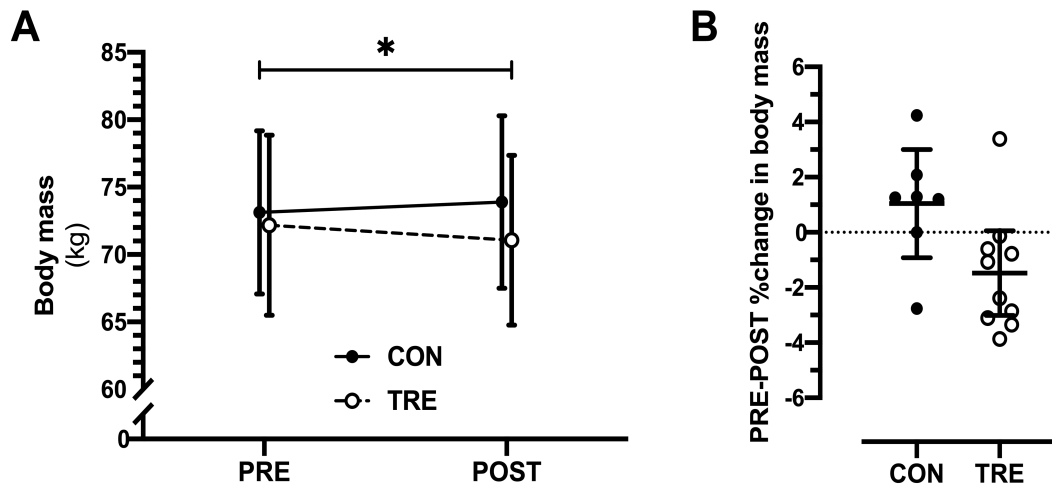 A
Body mass
(kg)
85
80
75
70
65
60
0
*
CON
TRE
PRE
POST
B
PRE-POST %change in body mass
6
4
2
0
-2
-4
-6
CON
TRE